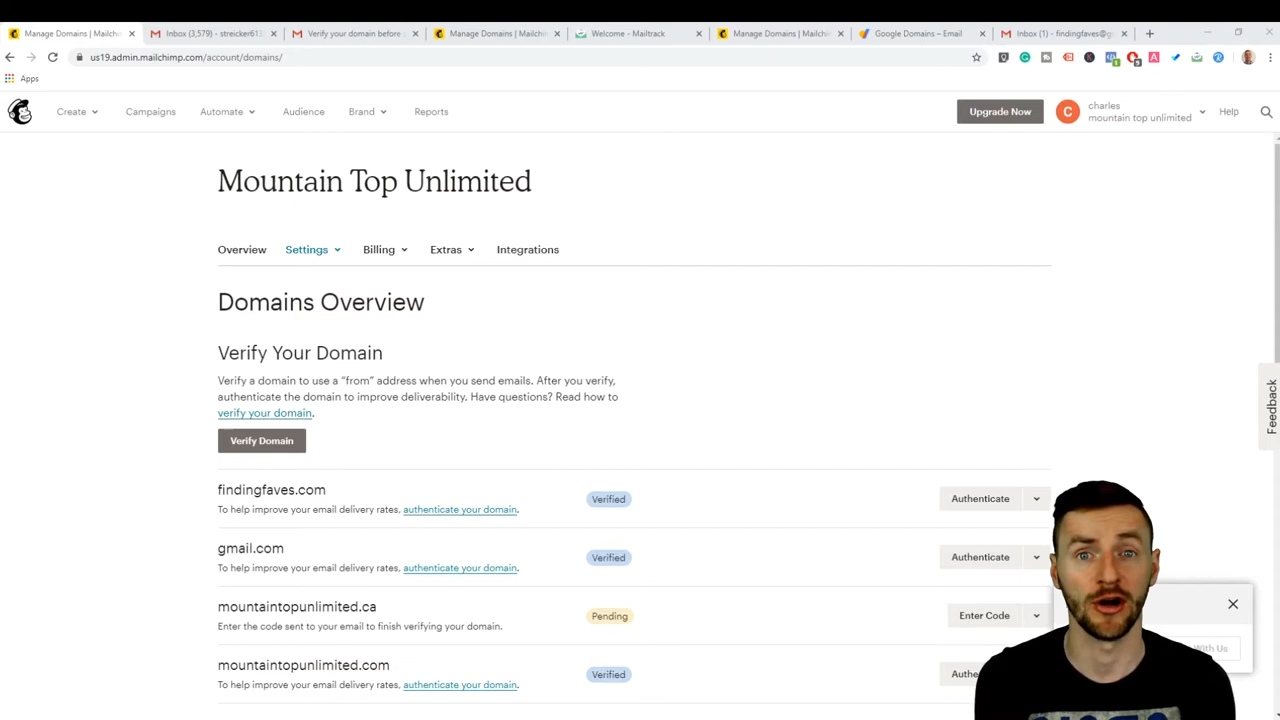 Manage Domains | Mailchimp
Inbox (3,579) - streicker613
Verify your domain before
Manage Domains | Mailchim
Welcome - Mailtrack
Manage Domains | Mailchim
Google Domains – Email
Inbox (1) - findingfaves@g
us19.admin.mailchimp.com/account/domains/
Apps
Create
Campaigns
Automate
Audience
Brand
Reports
Upgrade Now
C
charles
mountain top unlimited
Help
Mountain Top Unlimited
Overview
Settings
Billing
Extras
Integrations
Domains Overview
Verify Your Domain
Verify a domain to use a "from" address when you send emails. After you verify,
authenticate the domain to improve deliverability. Have questions? Read how to
verify your domain.
Verify Domain
Feedback
findingfaves.com
To help improve your email delivery rates, authenticate your domain.
Verified
Authenticate
gmail.com
To help improve your email delivery rates, authenticate your domain.
Verified
Authenticate
mountaintopunlimited.ca
Enter the code sent to your email to finish verifying your domain.
Pending
Enter Code
mountaintopunlimited.com
To help improve your email delivery rates, authenticate your domain.
Verified
Authe
With Us